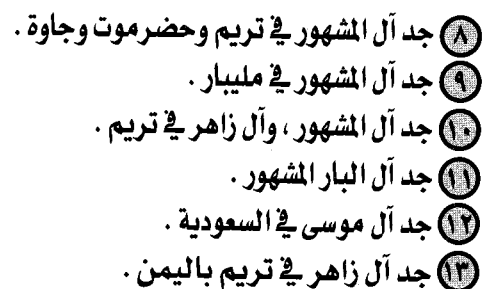 ٨ جد آل المشهور في تريم وحضرموت وجاوة .
٩ جد آل المشهور في مليبار .
١٠ جد آل المشهور ، وآل زاهر في تريم .
١١ جد آل البار المشهور .
١٢ جد آل موسى في السعودية .
١٣ جد آل زاهر في تريم باليمن .